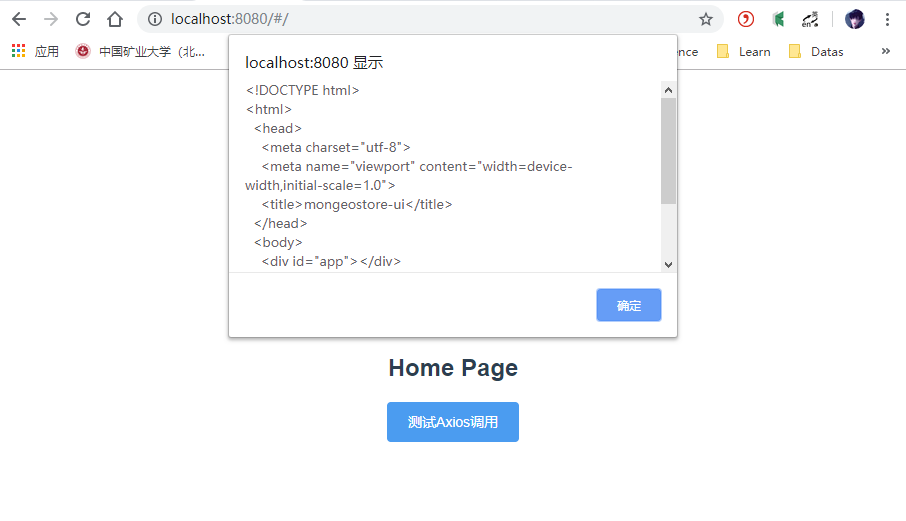 localhost:8080/#/
应用
中国矿业大学（北...
ence
Learn
Datas
»
localhost:8080 显示
<!DOCTYPE html>
<html>
<head>
<meta charset="utf-8">
<meta name="viewport" content="width=device-
width,initial-scale=1.0">
<title>mongeostore-ui</title>
</head>
<body>
<div id="app"></div>
确定
Home Page
测试Axios调用